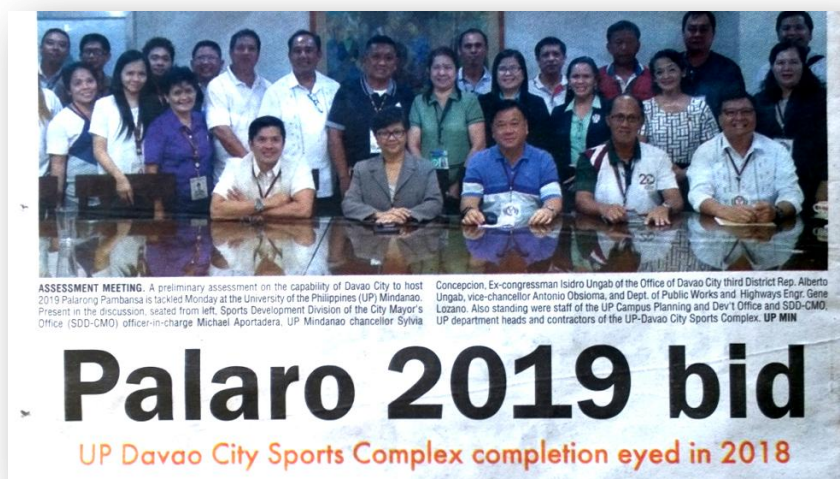 ASSESSMENT MEETING. A preliminary assessment on the capability of Davao City to host
2019 Palarong Pambansa is tackled Monday at the University of the Philippines (UP) Mindanao.
Present in the discussion, seated from left, Sports Development Division of the City Mayor's
Office (SDD-CMO) officer-in-charge Michael Aportadera, UP Mindanao chancellor Sylvia
Concepcion, Ex-congressman Isidro Ungab of the Office of Davao City third District Rep. Alberto
Ungab, vice-chancellor Antonio Obsioma, and Dept. of Public Works and Highways Engr. Gene
Lozano. Also standing were staff of the UP Campus Planning and Dev't Office and SDD-CMO,
UP department heads and contractors of the UP-Davao City Sports Complex. UP MIN
Palaro 2019 bid
UP Davao City Sports Complex completion eyed in 2018